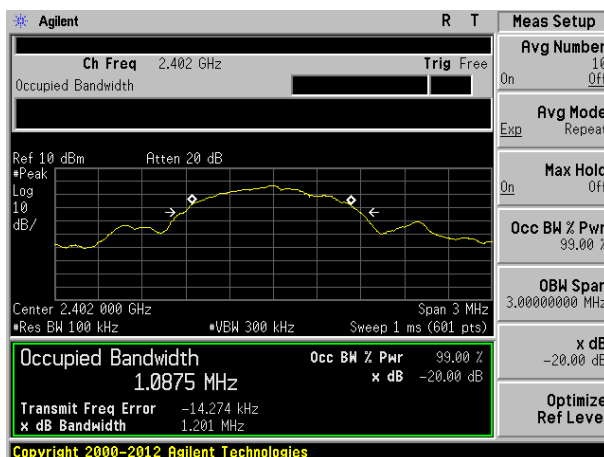 Agilent R T Meas Setup
Ch Freq 2.402 GHz Trig Free
Occupied Bandwidth
Ref 10 dBm Atten 20 dB
#Peak
Log
10
dB/
Center 2.402 000 GHz Span 3 MHz
#Res BW 100 kHz #VBW 300 kHz Sweep 1 ms (601 pts)
Occupied Bandwidth Occ BW % Pwr 99.00 %
1.0875 MHz x dB -20.00 dB
Transmit Freq Error -14.274 kHz
x dB Bandwidth 1.201 MHz
Copyright 2000-2012 Agilent Technologies
Avg Number
10
On Off
Avg Mode
Exp Repeat
Max Hold
On Off
Occ BW % Pwr
99.00 %
OBW Span
3.00000000 MHz
x dB
-20.00 dB
Optimize
Ref Level